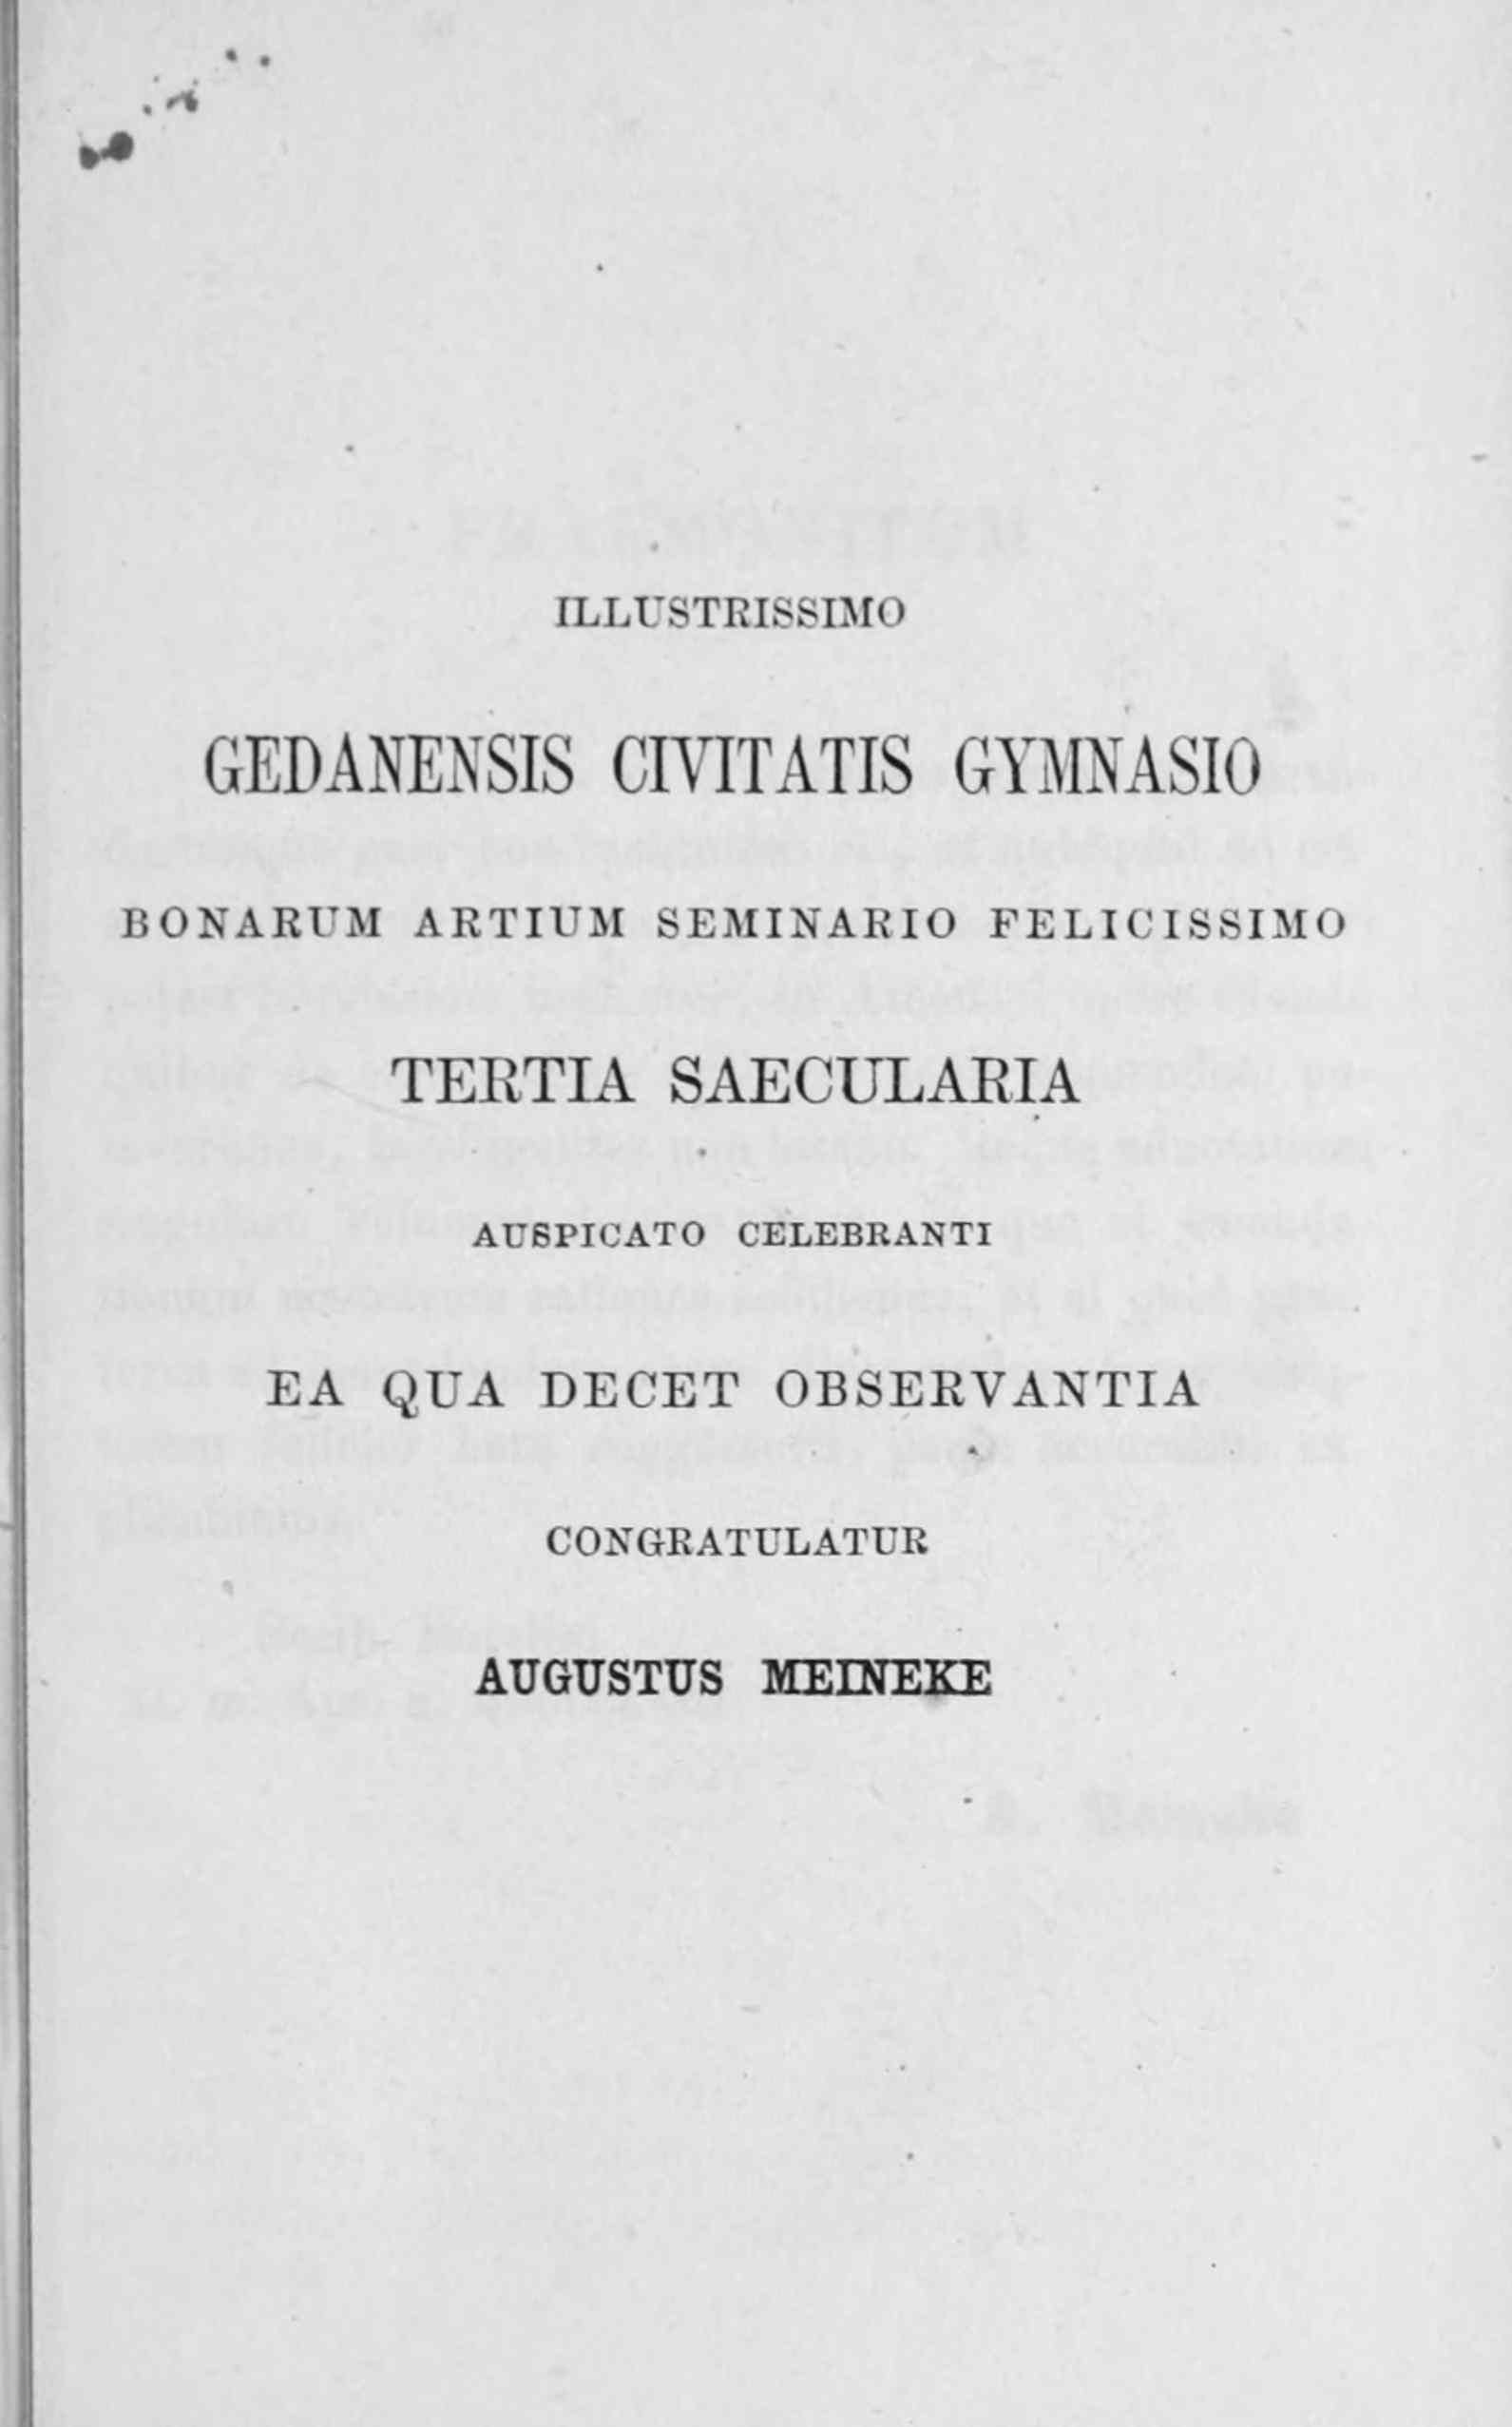 ILLUSTRISSIMO
GEDANENSIS CIVITATIS GYMNASIO
BONARUM ARTIUM SEMINARIO FELICISSIMO
TERTIA SAECULARIA
AUSPICATO CELEBRANTI
EA QUA DECET OBSERVANTIA
CONGRATULATUR
AUGUSTUS MEINEKE